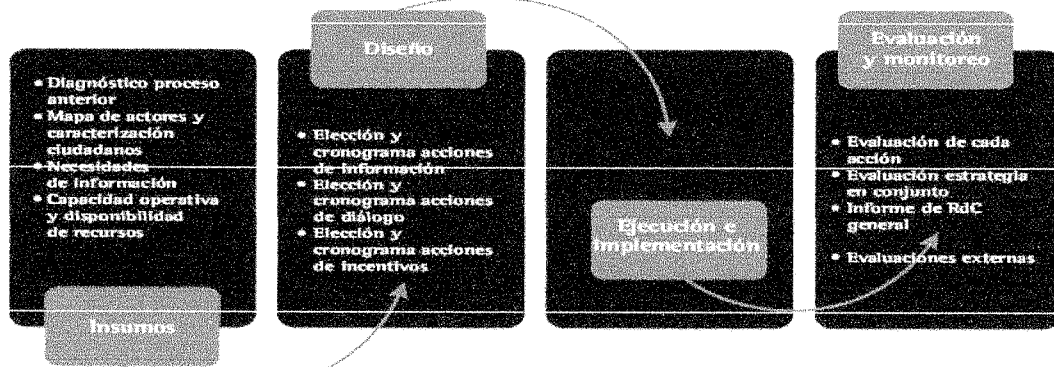 • Diagnóstico proceso
anterior
• Mapa de actores y
caracterización
ciudadanos
• Necesidades
de información
• Capacidad operativa
y disponibilidad
de recursos
Insumos
Diseño
• Elección y
cronograma acciones
de información
• Elección y
cronograma acciones
de diálogo
• Elección y
cronograma acciones
de incentivos
Ejecución e
implementación
Evaluación
y monitoreo
• Evaluación de cada
acción
• Evaluación estrategia
en conjunto
• Informe de RdC
general
• Evaluaciónes externas